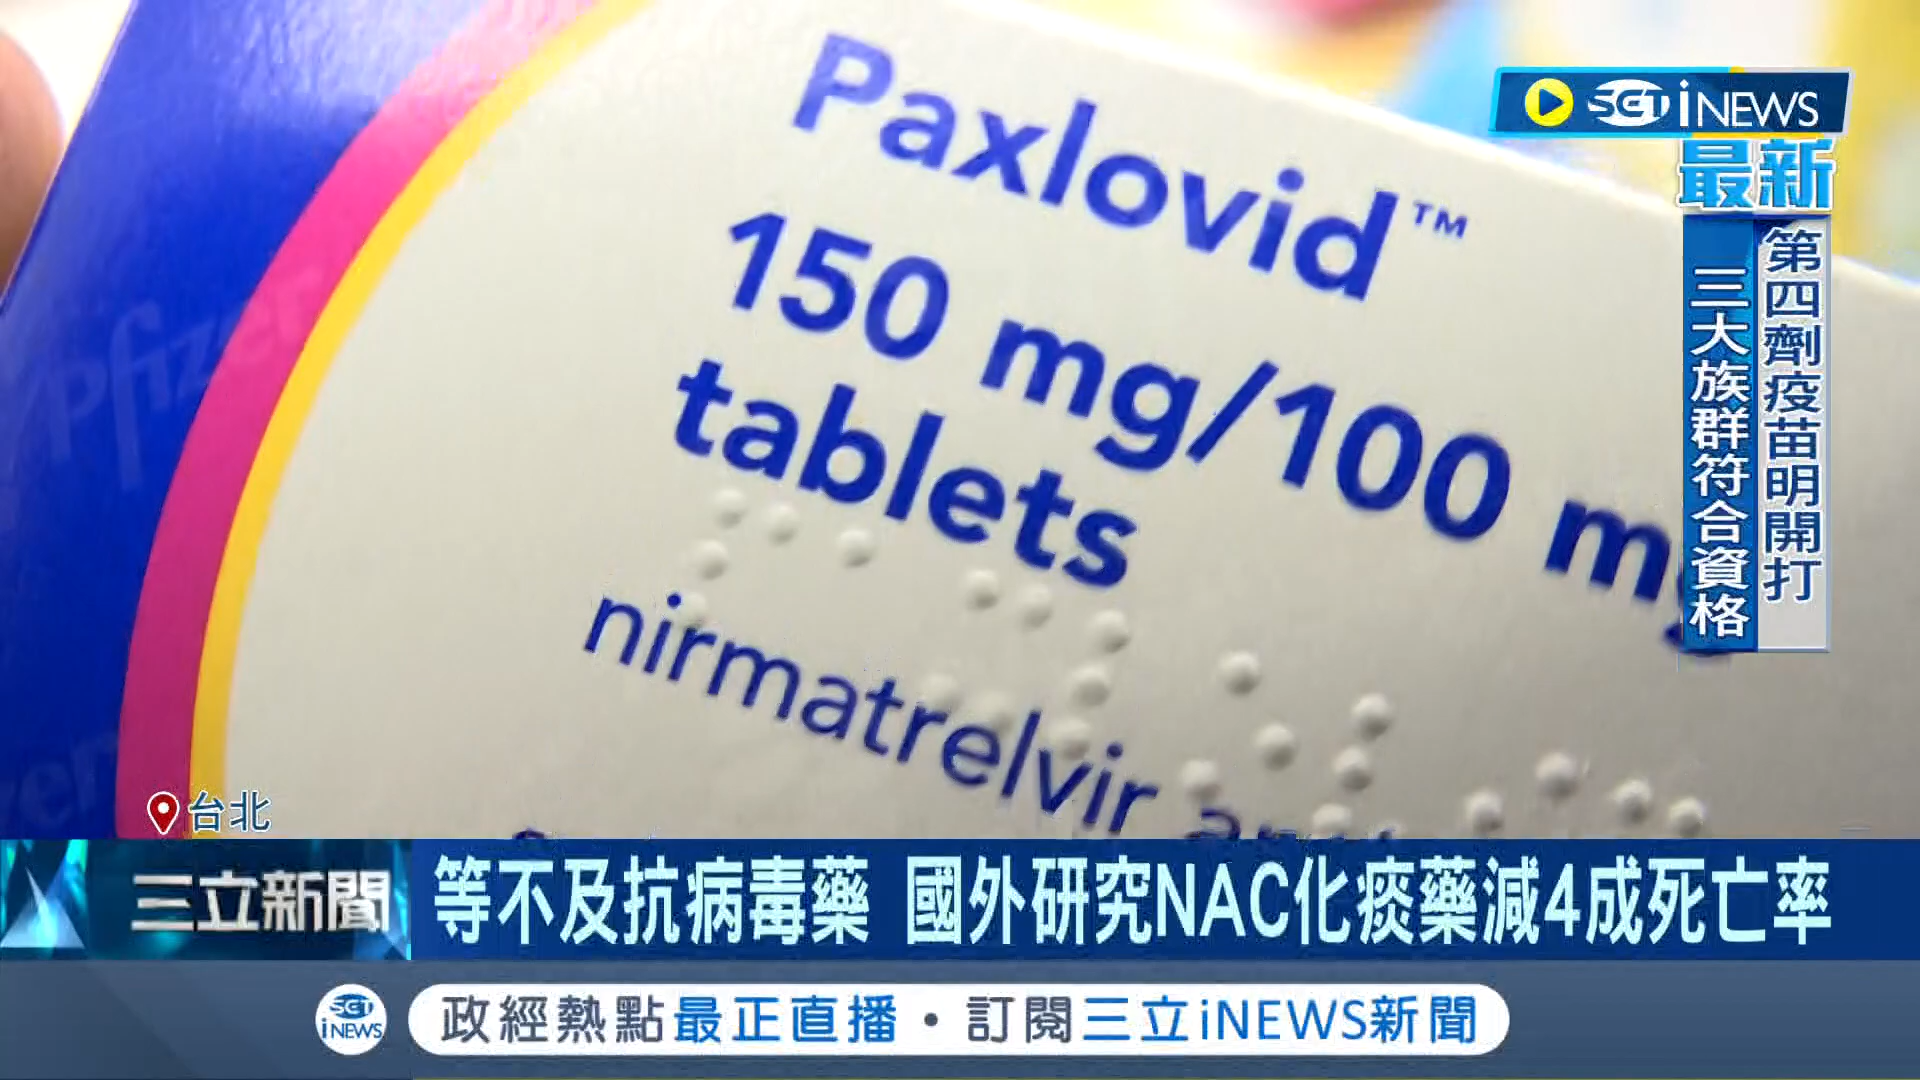 SET iNEWS
最新
第四劑疫苗明開打
三大族群符合資格
Paxlovid™
150 mg/100 mg
tablets
nirmatrelvir
Pfizer
台北
三立新聞
等不及抗病毒藥 國外研究NAC化痰藥減4成死亡率
SET iNEWS
政經熱點最正直播・訂閱三立iNEWS新聞